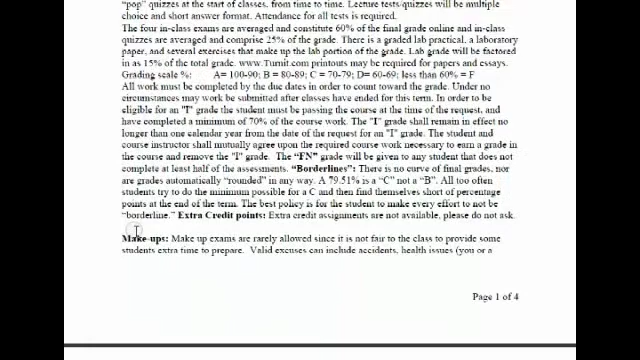 "pop" quizzes at the start of classes, from time to time. Lecture tests/quizzes will be multiple
choice and short answer format. Attendance for all tests is required.
The four in-class exams are averaged and constitute 60% of the final grade online and in-class
quizzes are averaged and comprise 25% of the grade. There is a graded lab practical, a laboratory
paper, and several exercises that make up the lab portion of the grade. Lab grade will be factored
in as 15% of the total grade. www.Turnit.com printouts may be required for papers and essays.
Grading scale %: A= 100-90; B = 80-89; C = 70-79; D= 60-69; less than 60% = F
All work must be completed by the due dates in order to count toward the grade. Under no
circumstances may work be submitted after classes have ended for this term. In order to be
eligible for an "I" grade the student must be passing the course at the time of the request, and
have completed a minimum of 70% of the course work. The "I" grade shall remain in effect no
longer than one calendar year from the date of the request for an "I" grade. The student and
course instructor shall mutually agree upon the required course work necessary to earn a grade in
the course and remove the "I" grade. The "FN" grade will be given to any student that does not
complete at least half of the assessments. "Borderlines": There is no curve of final grades, nor
are grades automatically "rounded" in any way. A 79.51% is a "C" not a "B". All too often
students try to do the minimum possible for a C and then find themselves short of percentage
points at the end of the term. The best policy is for the student to make every effort to not be
"borderline." Extra Credit points: Extra credit assignments are not available, please do not ask.
Make-ups: Make up exams are rarely allowed since it is not fair to the class to provide some
students extra time to prepare. Valid excuses can include accidents, health issues (you or a
Page 1 of 4